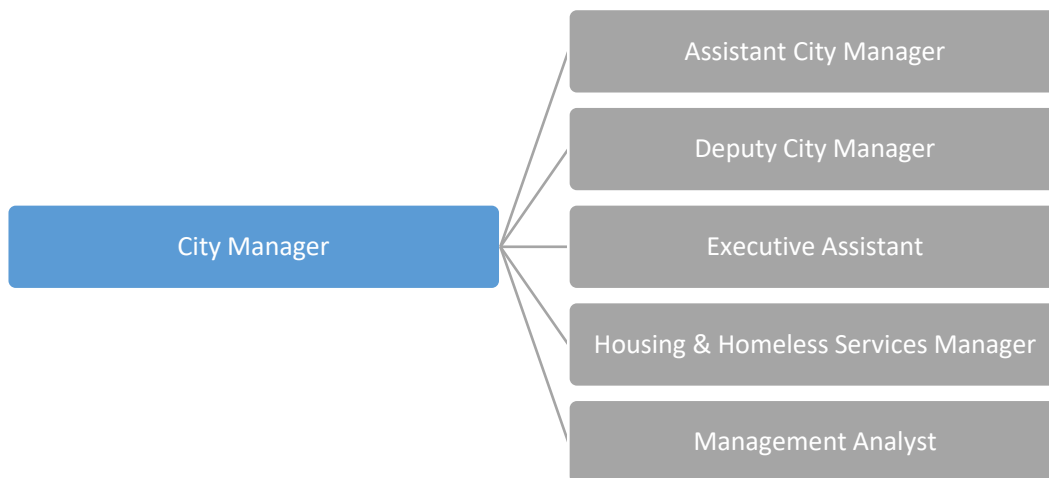 Assistant City Manager
Deputy City Manager
City Manager
Executive Assistant
Housing & Homeless Services Manager
Management Analyst